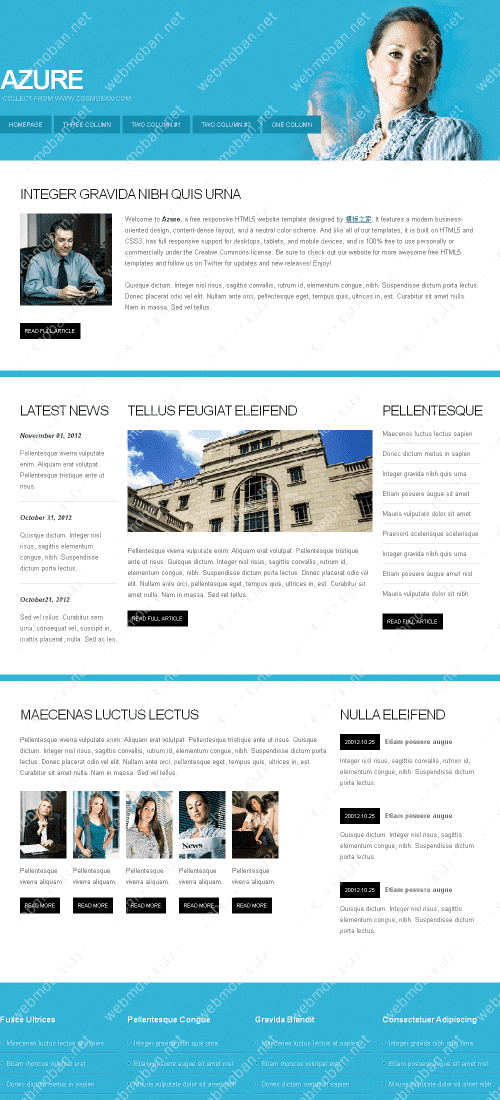 AZURE
COLLECT FROM WWW.CSSMOBAN.COM
HOMEPAGE
THREE COLUMN
TWO COLUMN #1
TWO COLUMN #2
ONE COLUMN
INTEGER GRAVIDA NIBH QUIS URNA
Welcome to Azure, a free responsive HTML5 website template designed by 模板之家. It features a modern business-
oriented design, content-dense layout, and a neutral color scheme. And like all of our templates, it is built on HTML5 and
CSS3, has full responsive support for desktops, tablets, and mobile devices, and is 100% free to use personally or
commercially under the Creative Commons license. Be sure to check out our website for more awesome free HTML5
templates and follow us on Twitter for updates and new releases! Enjoy!
Quisque dictum. Integer nisl risus, sagittis convallis, rutrum id, elementum congue, nibh. Suspendisse dictum porta lectus.
Donec placerat odio vel elit. Nullam ante orci, pellentesque eget, tempus quis, ultrices in, est. Curabitur sit amet nulla.
Nam in massa. Sed vel tellus.
READ FULL ARTICLE
LATEST NEWS
Novermber 01, 2012
Pellentesque viverra vulputate
enim. Aliquam erat volutpat.
Pellentesque tristique ante ut
risus.
October 31, 2012
Quisque dictum. Integer nisl
risus, sagittis elementum
congue, nibh. Suspendisse
dictum porta lectus.
October21, 2012
Sed vel tellus. Curabitur sem
urna, consequat vel, suscipit in,
mattis placerat, nulla. Sed ac leo.
TELLUS FEUGIAT ELEIFEND
Pellentesque viverra vulputate enim. Aliquam erat volutpat. Pellentesque tristique
ante ut risus. Quisque dictum. Integer nisl risus, sagittis convallis, rutrum id,
elementum congue, nibh. Suspendisse dictum porta lectus. Donec placerat odio vel
elit. Nullam ante orci, pellentesque eget, tempus quis, ultrices in, est. Curabitur sit
amet nulla. Nam in massa. Sed vel tellus.
READ FULL ARTICLE
PELLENTESQUE
Maecenas luctus lectus sapien
Donec dictum metus in sapien
Integer gravida nibh quis urna
Etiam posuere augue sit amet
Mauris vulputate dolor sit amet
Praesent scelerisque scelerisque
Integer gravida nibh quis urna
Etiam posuere augue amet nisl
Mauris vulputate dolor sit nibh
READ FULL ARTICLE
MAECENAS LUCTUS LECTUS
Pellentesque viverra vulputate enim. Aliquam erat volutpat. Pellentesque tristique ante ut risus. Quisque
dictum. Integer nisl risus, sagittis convallis, rutrum id, elementum congue, nibh. Suspendisse dictum porta
lectus. Donec placerat odio vel elit. Nullam ante orci, pellentesque eget, tempus quis, ultrices in, est.
Curabitur sit amet nulla. Nam in massa. Sed vel tellus.
News
Pellentesque
viverra aliquam.
READ MORE
Pellentesque
viverra aliquam.
READ MORE
Pellentesque
viverra aliquam.
READ MORE
Pellentesque
viverra aliquam.
READ MORE
Pellentesque
viverra aliquam.
READ MORE
NULLA ELEIFEND
20012.10.25 Etiam posuere augue
Integer nisl risus, sagittis convallis, rutrum id,
elementum congue, nibh. Suspendisse dictum
porta lectus.
20012.10.25 Etiam posuere augue
Quisque dictum. Integer nisl risus, sagittis
elementum congue, nibh. Suspendisse dictum
porta lectus.
20012.10.25 Etiam posuere augue
Quisque dictum. Integer nisl risus, sagittis
elementum congue, nibh. Suspendisse dictum
porta lectus.
Fusce Ultrices
Maecenas luctus lectus at sapien
Etiam rhoncus volutpat erat
Donec dictum metus in sapien
Pellentesque Congue
Integer gravida nibh quis urna
Etiam posuere augue sit amet nisl
Mauris vulputate dolor sit amet nibh
Gravida Blandit
Maecenas luctus lectus at sapien
Etiam rhoncus volutpat erat
Donec dictum metus in sapien
Consectetuer Adipiscing
Integer gravida nibh quis urna
Etiam posuere augue sit amet nisl
Mauris vulputate dolor sit amet nibh
webmoban.net